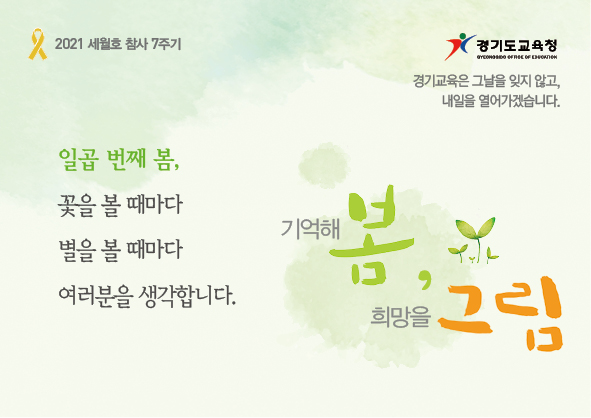 2021 세월호 참사 7주기
경기도교육청
GYEONGGIDO OFFICE OF EDUCATION
경기교육은 그날을 잊지 않고,
내일을 열어가겠습니다.
일곱 번째 봄,
꽃을 볼 때마다
별을 볼 때마다
여러분을 생각합니다.
기억해 봄,
희망을 그림